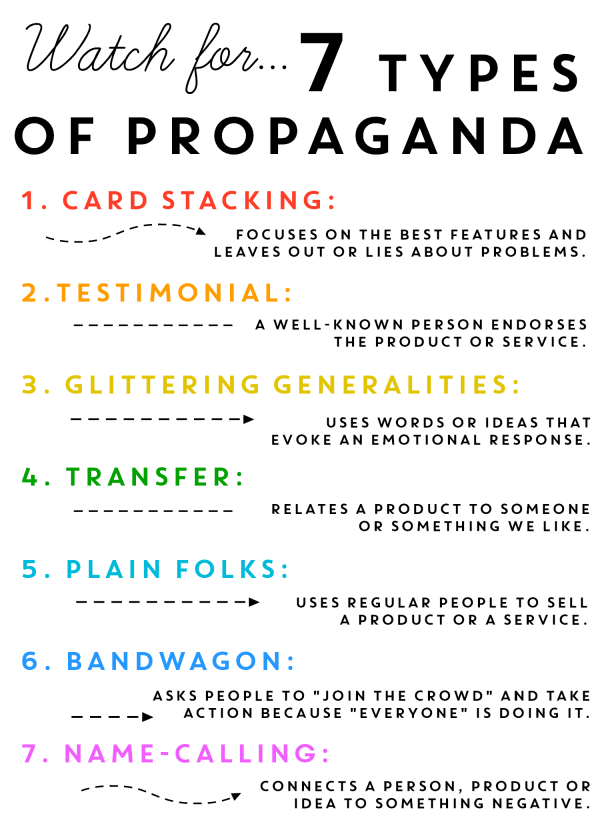 Watch for... 7 TYPES
OF PROPAGANDA
1. CARD STACKING:
FOCUSES ON THE BEST FEATURES AND
LEAVES OUT OR LIES ABOUT PROBLEMS.
2.TESTIMONIAL:
A WELL-KNOWN PERSON ENDORSES
THE PRODUCT OR SERVICE.
3. GLITTERING GENERALITIES:
USES WORDS OR IDEAS THAT
EVOKE AN EMOTIONAL RESPONSE.
4. TRANSFER:
RELATES A PRODUCT TO SOMEONE
OR SOMETHING WE LIKE.
5. PLAIN FOLKS:
USES REGULAR PEOPLE TO SELL
A PRODUCT OR A SERVICE.
6. BANDWAGON:
ASKS PEOPLE TO "JOIN THE CROWD" AND TAKE
ACTION BECAUSE "EVERYONE" IS DOING IT.
7. NAME-CALLING:
CONNECTS A PERSON, PRODUCT OR
IDEA TO SOMETHING NEGATIVE.